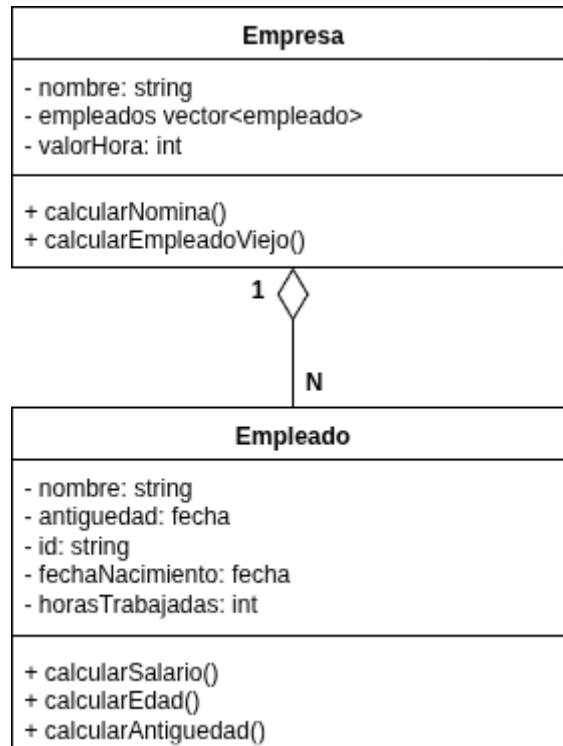 Empresa
- nombre: string
- empleados vector<empleado>
- valorHora: int
+ calcularNomina()
+ calcularEmpleadoViejo()
1
N
Empleado
- nombre: string
- antiguedad: fecha
- id: string
- fechaNacimiento: fecha
- horasTrabajadas: int
+ calcularSalario()
+ calcularEdad()
+ calcularAntiguedad()